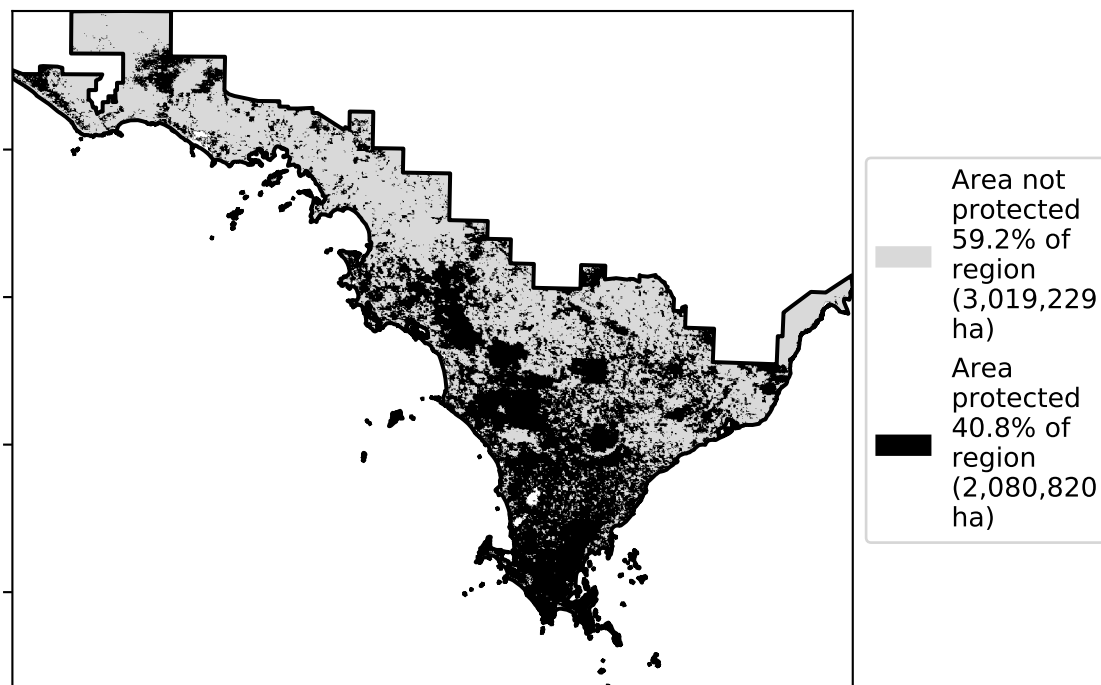 Area not
protected
59.2% of
region
(3,019,229
ha)
Area
protected
40.8% of
region
(2,080,820
ha)